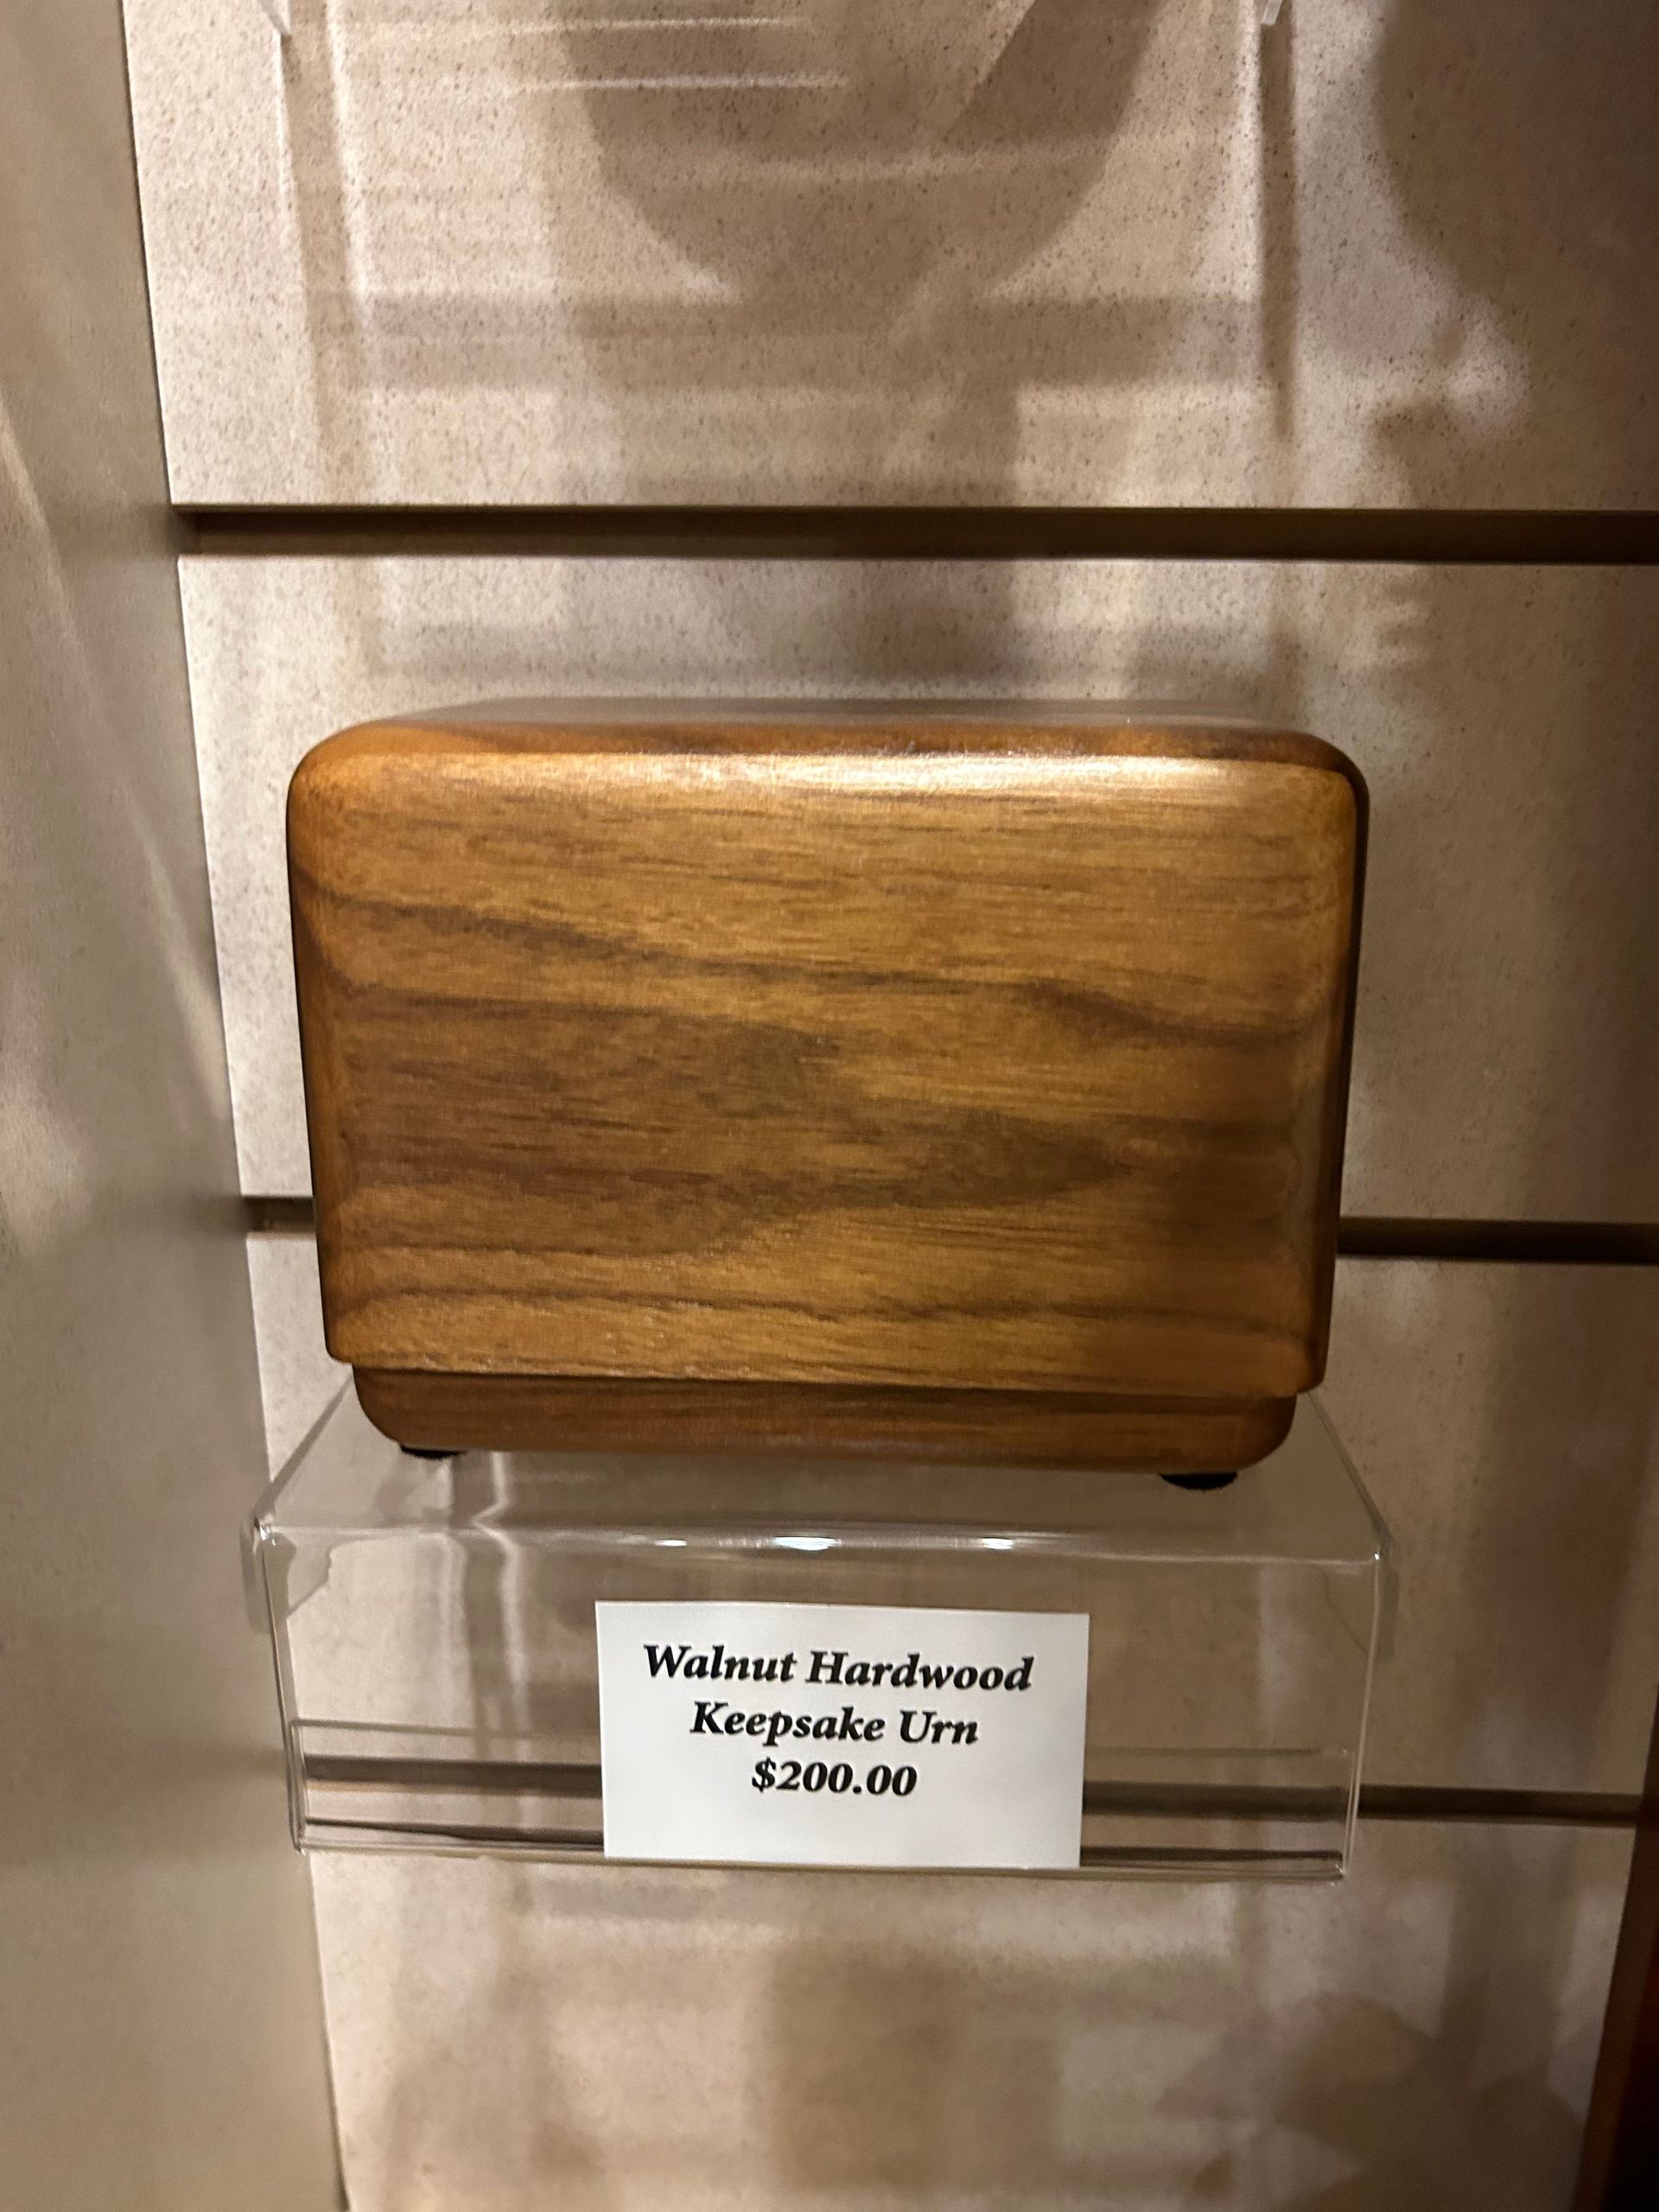 Walnut Hardwood
Keepsake Urn
$200.00